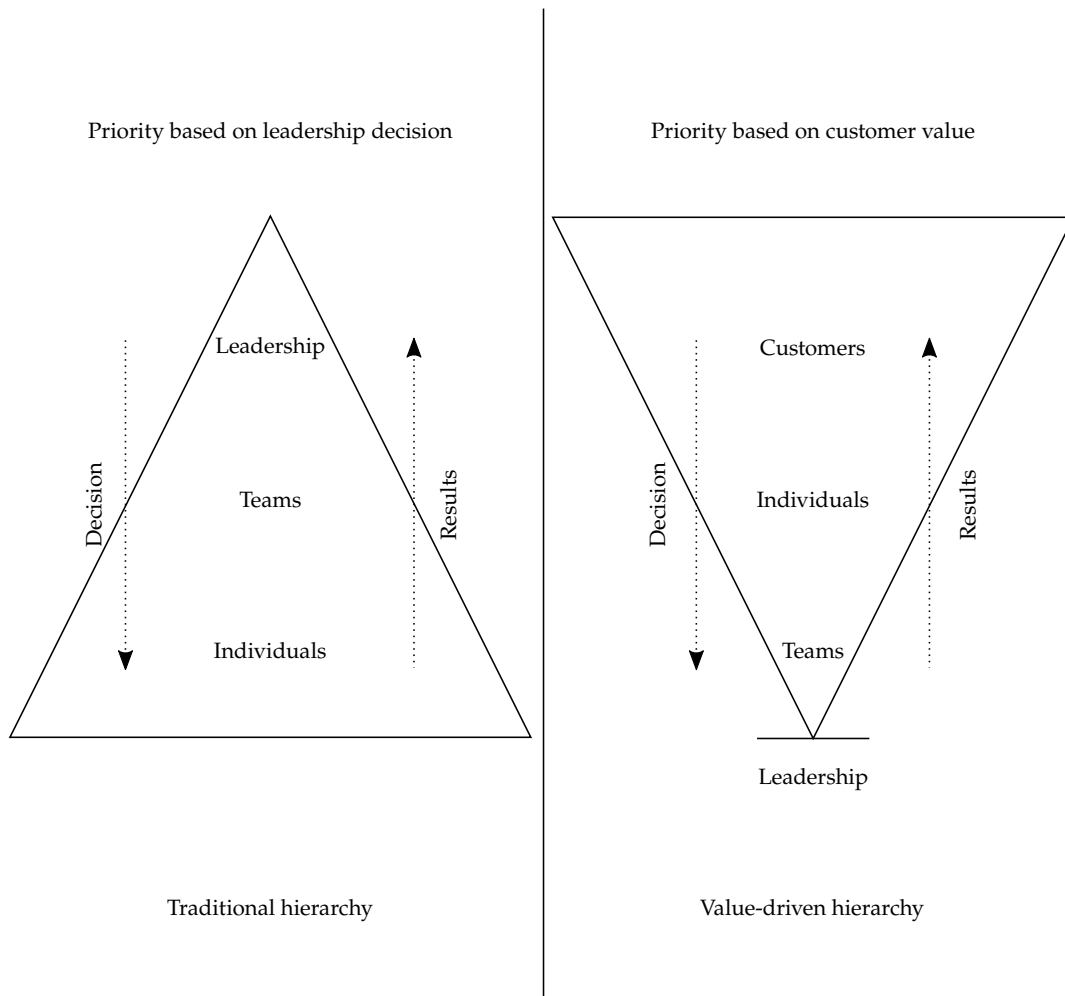 Priority based on leadership decision
Leadership
Decision
Teams
Results
Individuals
Traditional hierarchy
Priority based on customer value
Customers
Decision
Individuals
Results
Teams
Leadership
Value-driven hierarchy